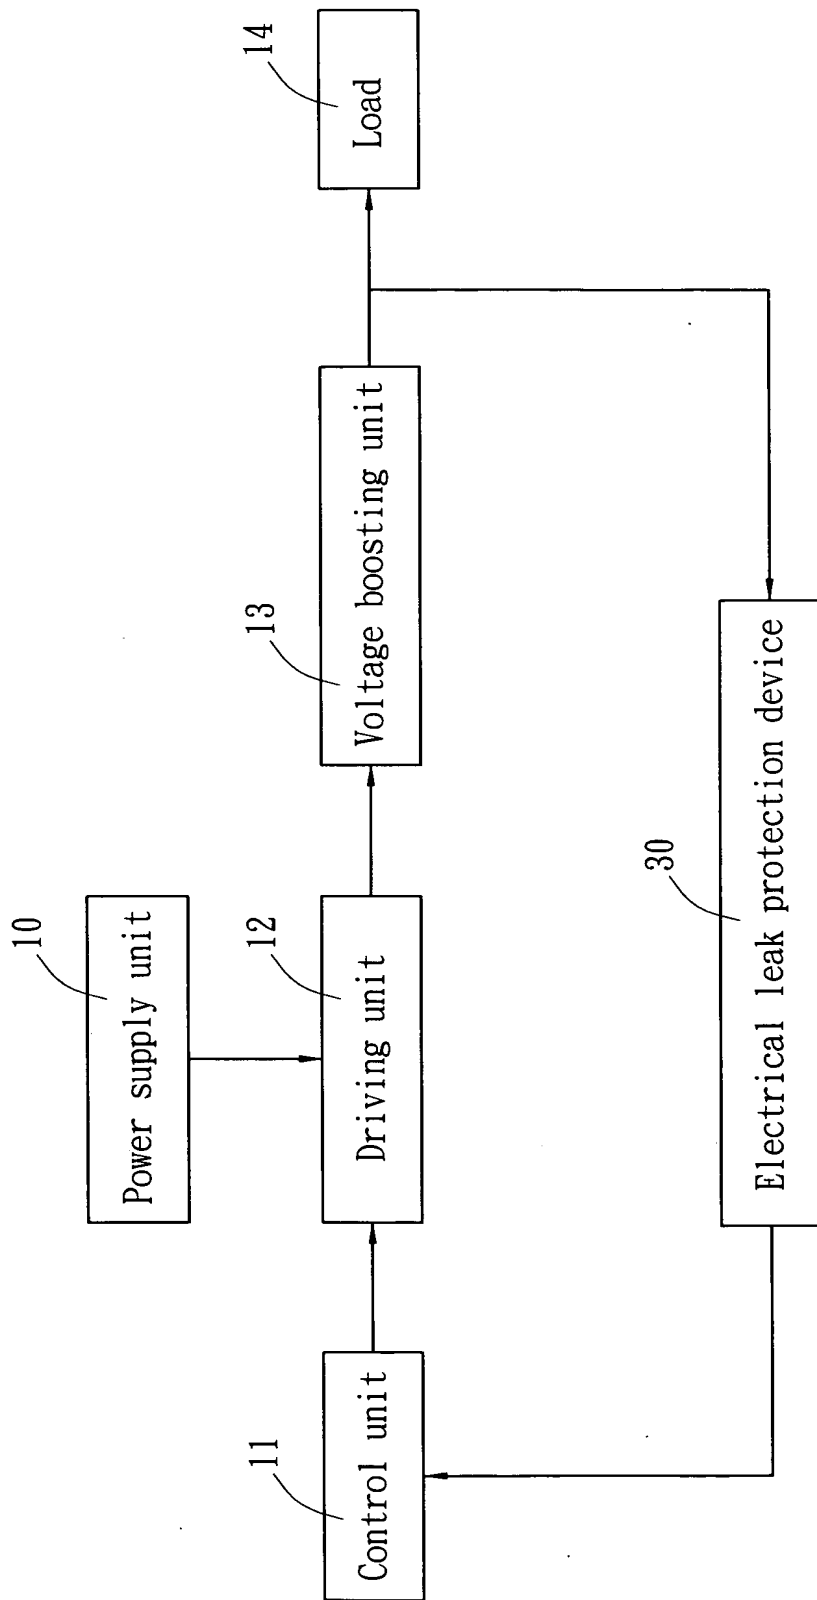 10
Power supply unit
11
Control unit
12
Driving unit
13
Voltage boosting unit
14
Load
30
Electrical leak protection device